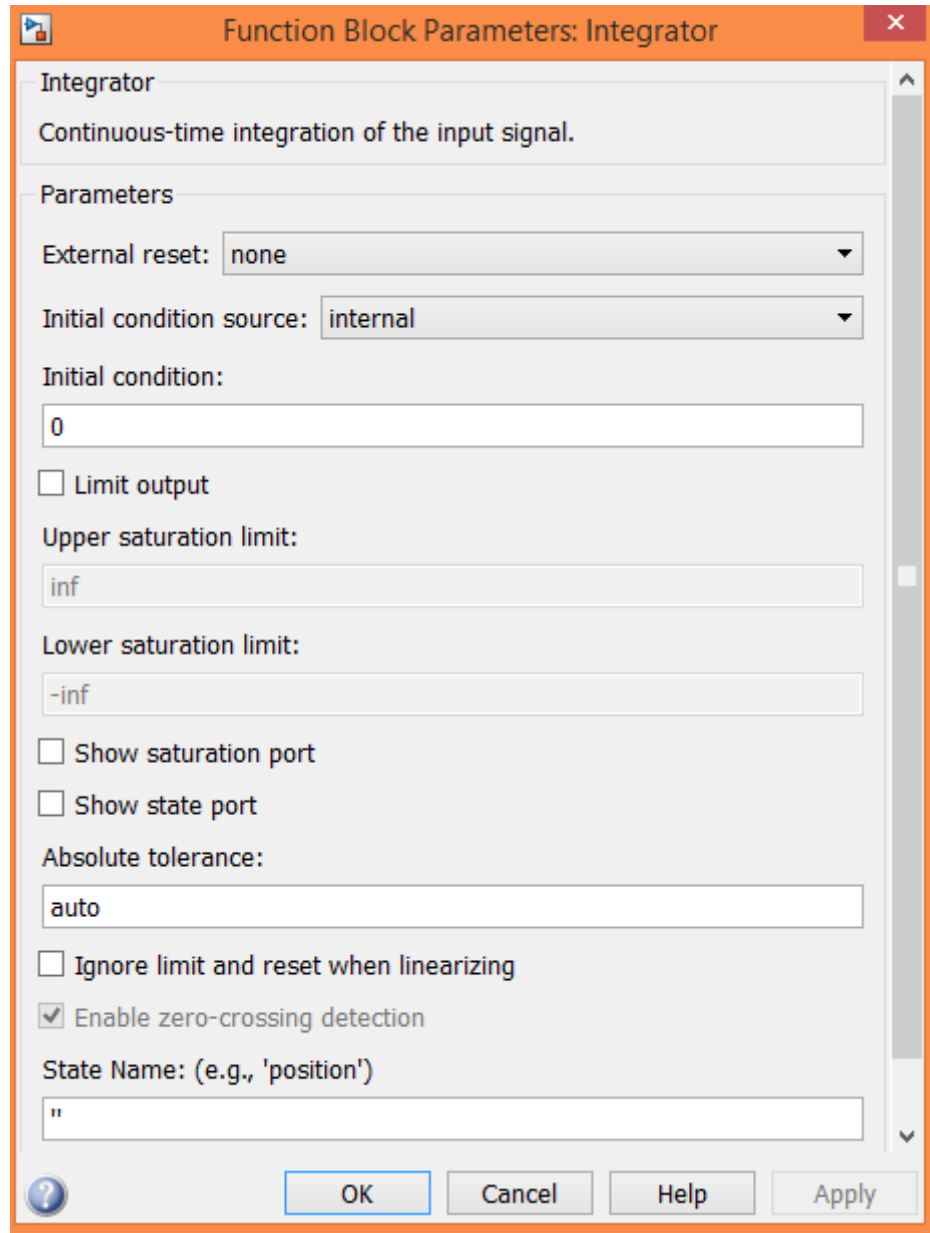 Function Block Parameters: Integrator
Integrator
Continuous-time integration of the input signal.
Parameters
External reset: none
Initial condition source: internal
Initial condition:
0
Limit output
Upper saturation limit:
inf
Lower saturation limit:
-inf
Show saturation port
Show state port
Absolute tolerance:
auto
Ignore limit and reset when linearizing
Enable zero-crossing detection
State Name: (e.g., 'position')
''
OK Cancel Help Apply